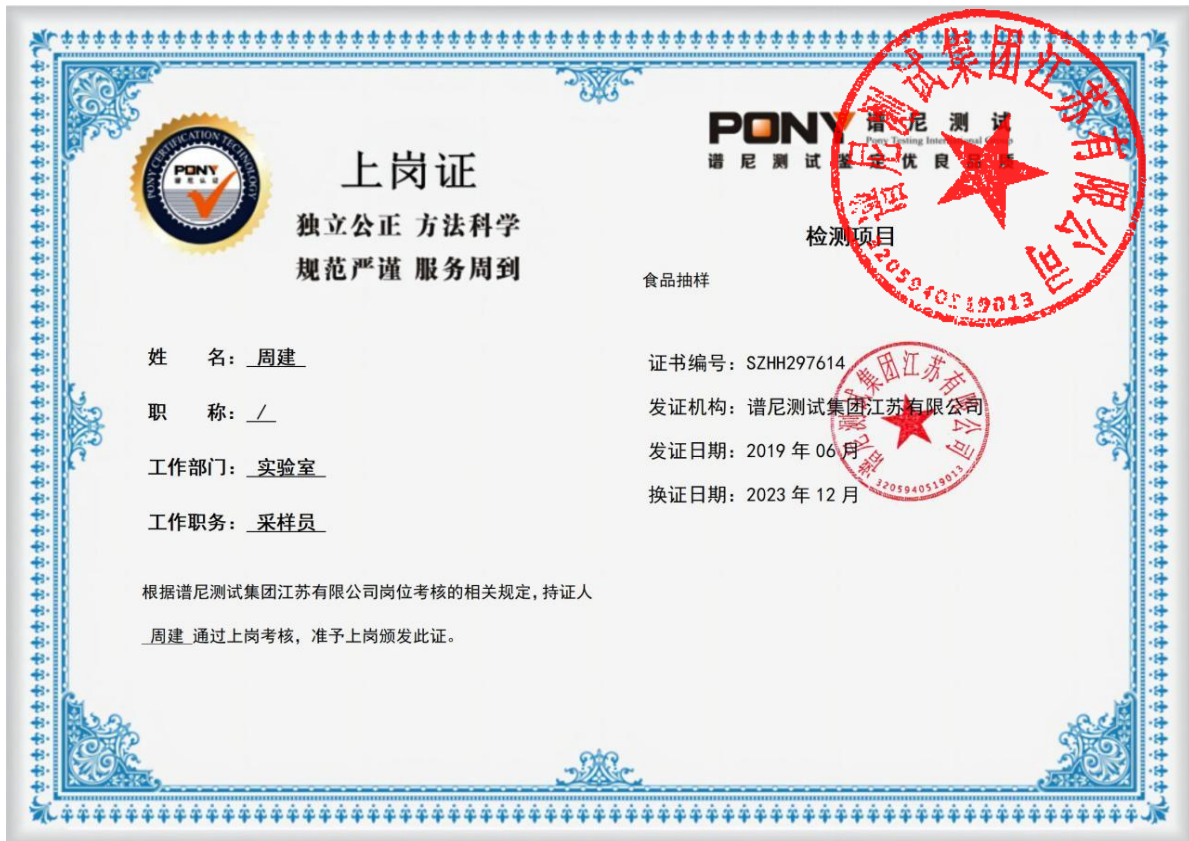 PONY CERTIFICATION TECHNOLOGY
PONY
谱尼认证
上岗证
独立公正 方法科学
规范严谨 服务周到
姓 名: 周建
职 称: /
工作部门: 实验室
工作职务: 采样员
根据谱尼测试集团江苏有限公司岗位考核的相关规定,持证人
周建 通过上岗考核, 准予上岗颁发此证。
PONY 谱尼测试
Pony Testing International Group
谱尼测试鉴定优良品质
检测项目
食品抽样
证书编号: SZHH297614
发证机构: 谱尼测试集团江苏有限公司
发证日期: 2019 年 06 月
换证日期: 2023 年 12 月
谱尼测试集团江苏有限公司
3205940519013
谱尼测试集团江苏有限公司
3205940519013